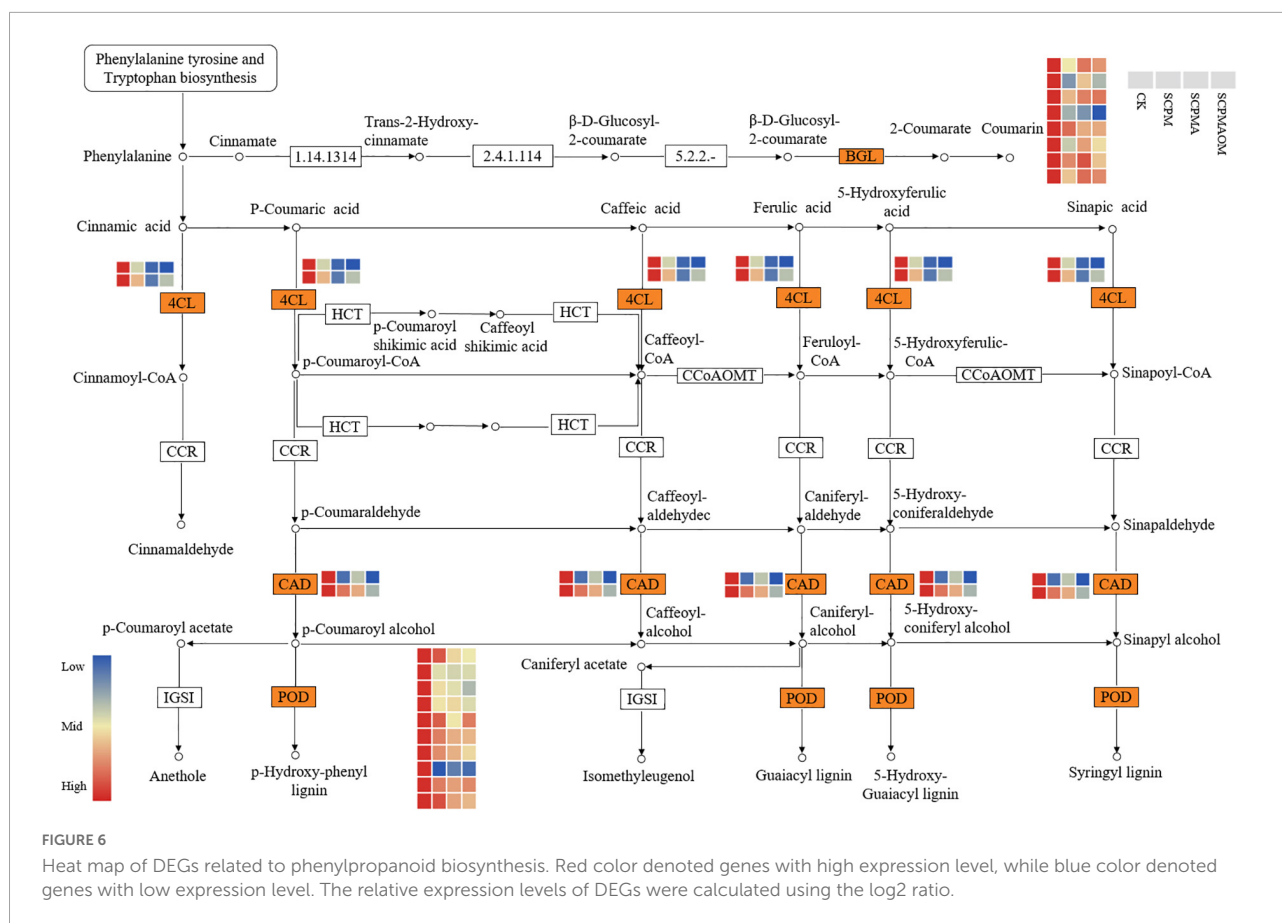 Phenylalanine tyrosine and
Tryptophan biosynthesis
CK
SCPM
SCPMA
SCPMAOM
Phenylalanine
Cinnamate
1.14.1314
Trans-2-Hydroxy-
cinnamate
2.4.1.114
β-D-Glucosyl-
2-coumarate
5.2.2.-
β-D-Glucosyl-
2-coumarate
BGL
2-Coumarate
Coumarin
Cinnamic acid
P-Coumaric acid
Caffeic acid
Ferulic acid
5-Hydroxyferulic
acid
Sinapic acid
4CL
4CL
4CL
4CL
4CL
4CL
HCT
p-Coumaroyl
shikimic acid
Caffeoyl
shikimic acid
HCT
Cinnamoyl-CoA
p-Coumaroyl-CoA
Caffeoyl-
CoA
CCoAOMT
Feruloyl-
CoA
5-Hydroxyferulic-
CoA
CCoAOMT
Sinapoyl-CoA
HCT
HCT
CCR
CCR
CCR
CCR
CCR
CCR
Cinnamaldehyde
p-Coumaraldehyde
Caffeoyl-
aldehydec
Caniferyl-
aldehyde
5-Hydroxy-
coniferaldehyde
Sinapaldehyde
CAD
CAD
CAD
CAD
CAD
p-Coumaroyl acetate
p-Coumaroyl alcohol
Caffeoyl-
alcohol
Caniferyl-
alcohol
5-Hydroxy-
coniferyl alcohol
Sinapyl alcohol
Caniferyl acetate
Low
Mid
High
IGSI
POD
IGSI
POD
POD
POD
Anethole
p-Hydroxy-phenyl
lignin
Isomethyleugenol
Guaiacyl lignin
5-Hydroxy-
Guaiacyl lignin
Syringyl lignin
FIGURE 6
Heat map of DEGs related to phenylpropanoid biosynthesis. Red color denoted genes with high expression level, while blue color denoted
genes with low expression level. The relative expression levels of DEGs were calculated using the log2 ratio.